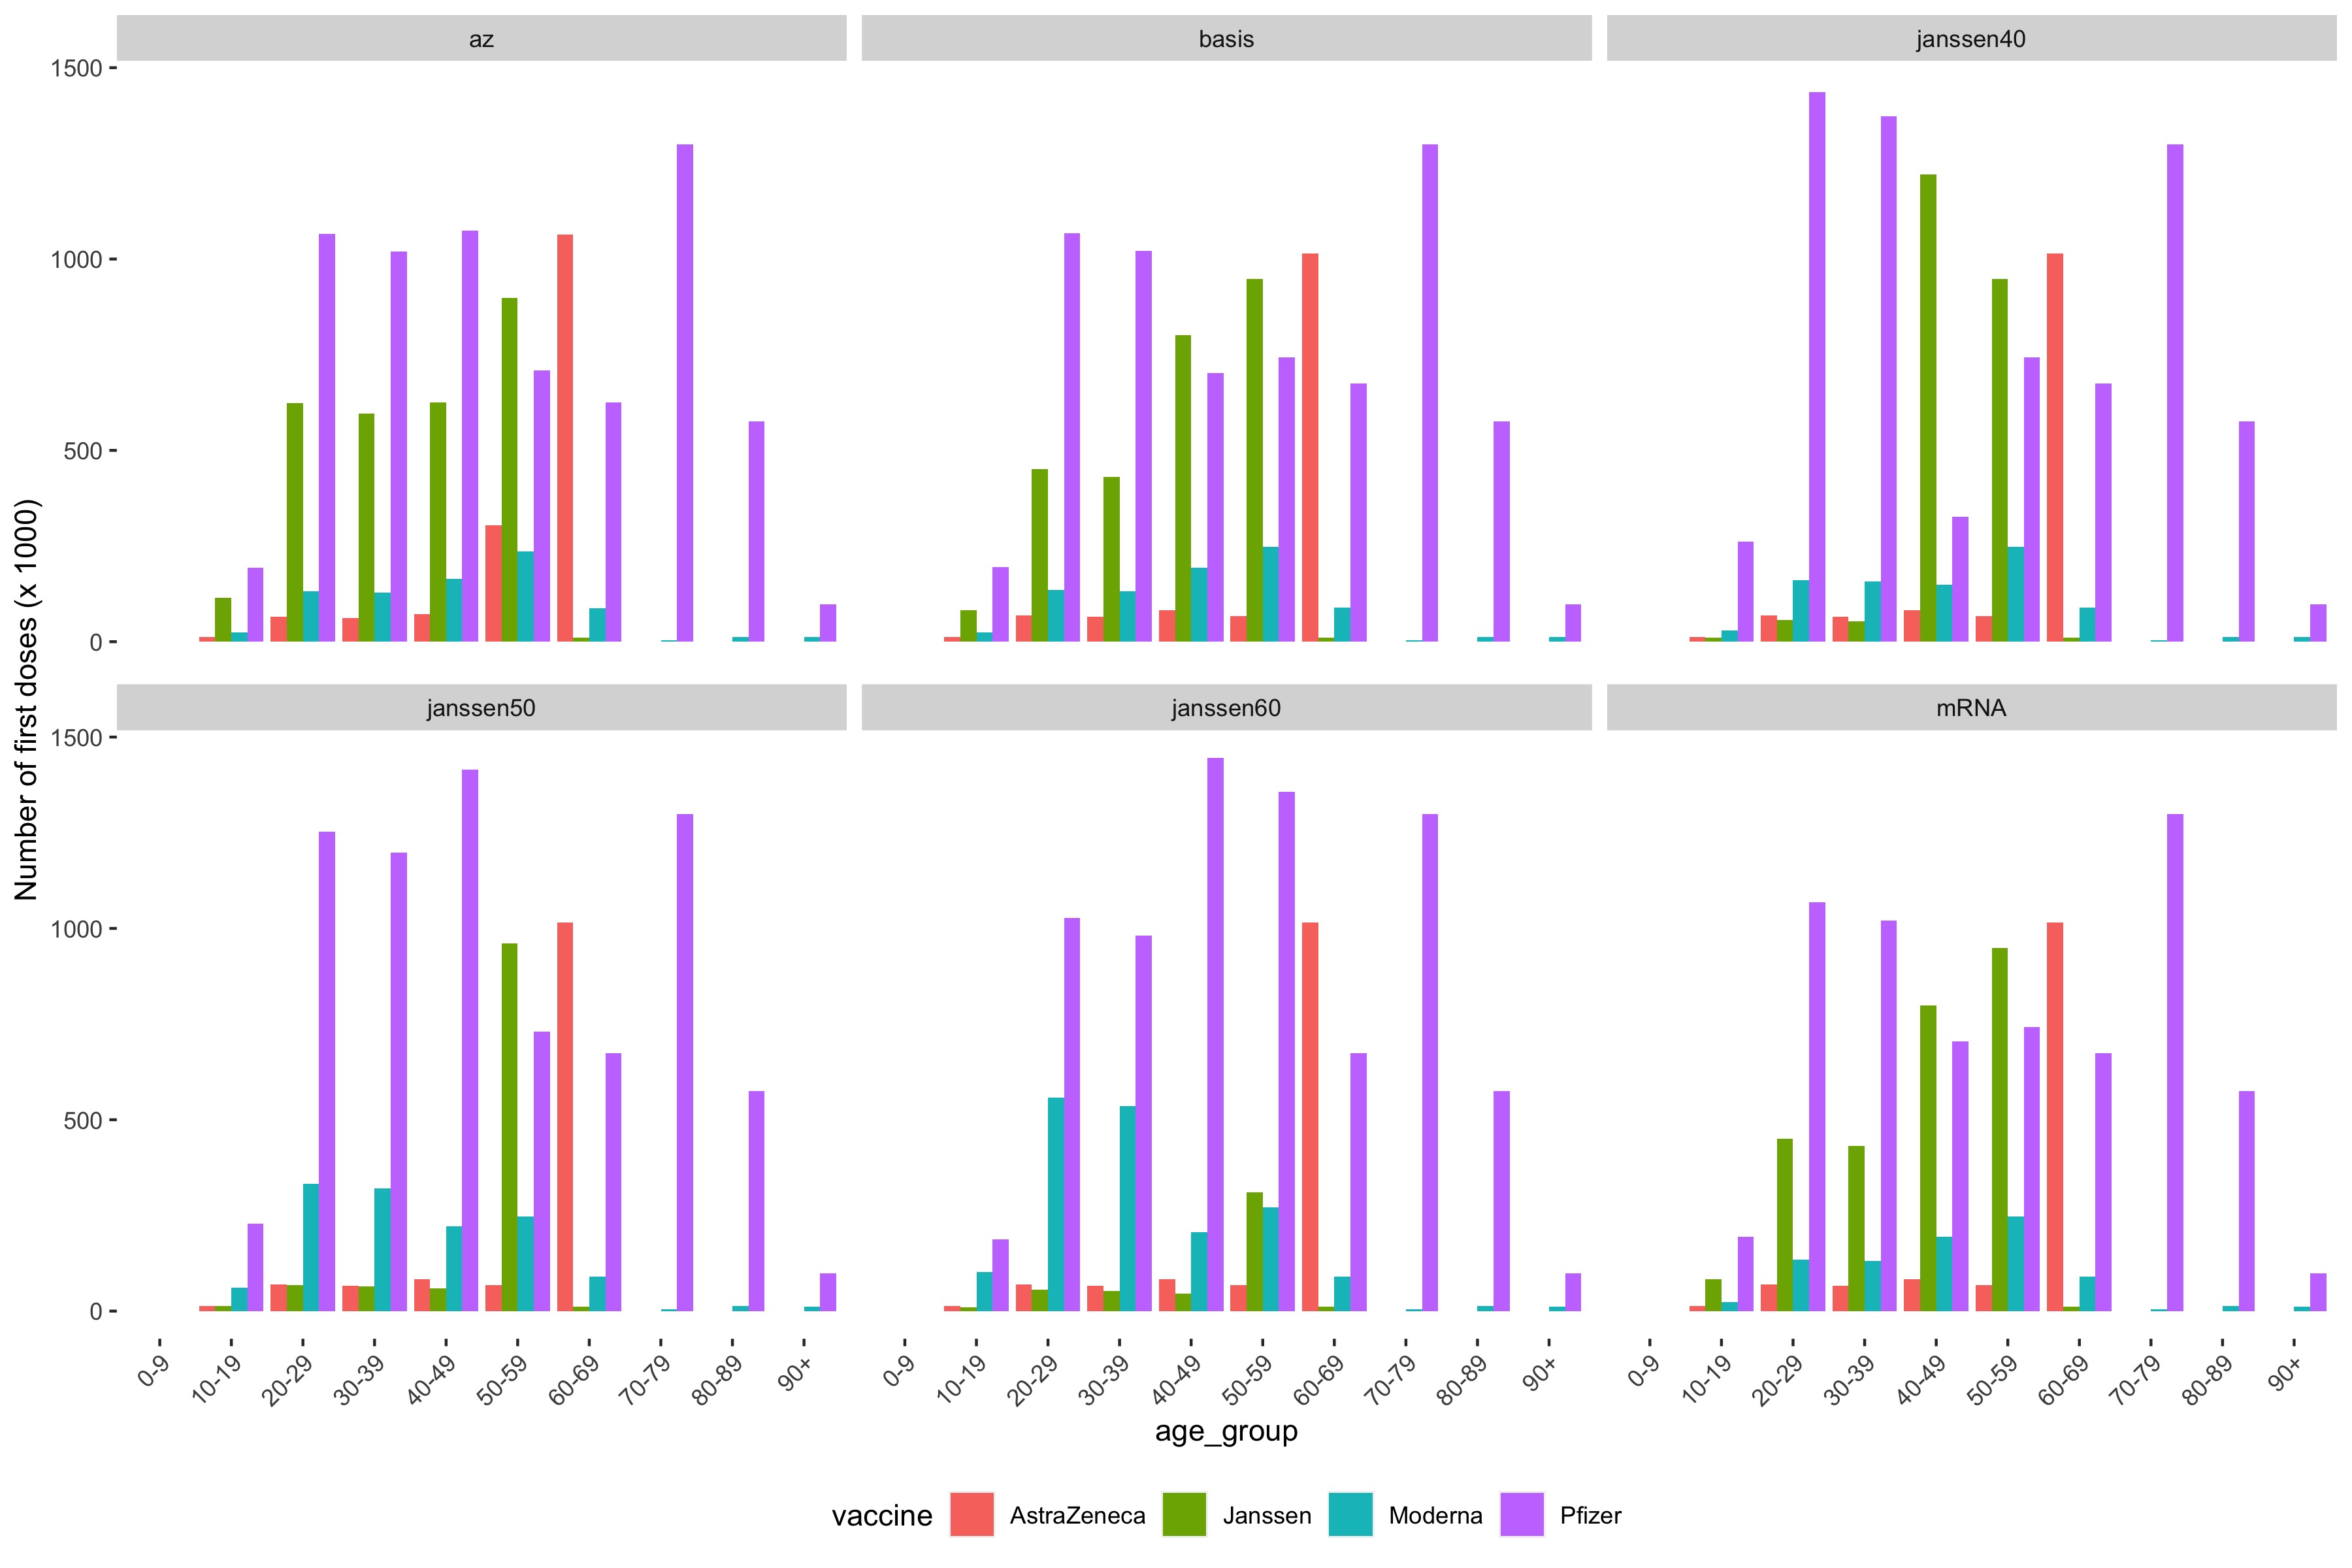 az basis janssen40
1500
1000
500
0
janssen50 janssen60 mRNA
1500
1000
500
0
Number of first doses (x 1000)
0-9 10-19 20-29 30-39 40-49 50-59 60-69 70-79 80-89 90+ 0-9 10-19 20-29 30-39 40-49 50-59 60-69 70-79 80-89 90+ 0-9 10-19 20-29 30-39 40-49 50-59 60-69 70-79 80-89 90+
age_group
vaccine AstraZeneca Janssen Moderna Pfizer